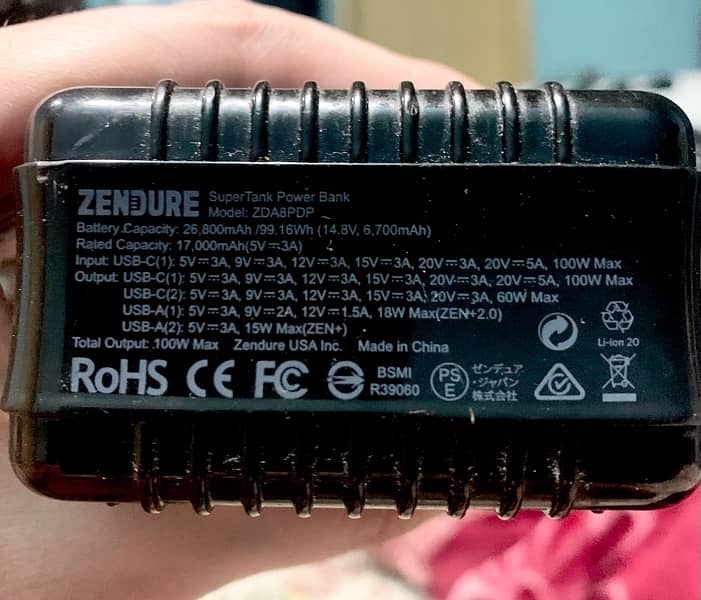 ZENDURE SuperTank Power Bank
Model: ZDA8PDP
Battery Capacity: 26,800mAh /99.16Wh (14.8V, 6,700mAh)
Rated Capacity: 17,000mAh(5V⎓3A)
Input: USB-C(1): 5V⎓3A, 9V⎓3A, 12V⎓3A, 15V⎓3A, 20V⎓3A, 20V⎓5A, 100W Max
Output: USB-C(1): 5V⎓3A, 9V⎓3A, 12V⎓3A, 15V⎓3A, 20V⎓3A, 20V⎓5A, 100W Max
USB-C(2): 5V⎓3A, 9V⎓3A, 12V⎓3A, 15V⎓3A, 20V⎓3A, 60W Max
USB-A(1): 5V⎓3A, 9V⎓2A, 12V⎓1.5A, 18W Max(ZEN+2.0)
USB-A(2): 5V⎓3A, 15W Max(ZEN+)
Total Output: 100W Max Zendure USA Inc. Made in China
Li-ion 20
RoHS CE FC
BSMI
R39060
PS
E
ゼンデュア
・ジャパン
株式会社